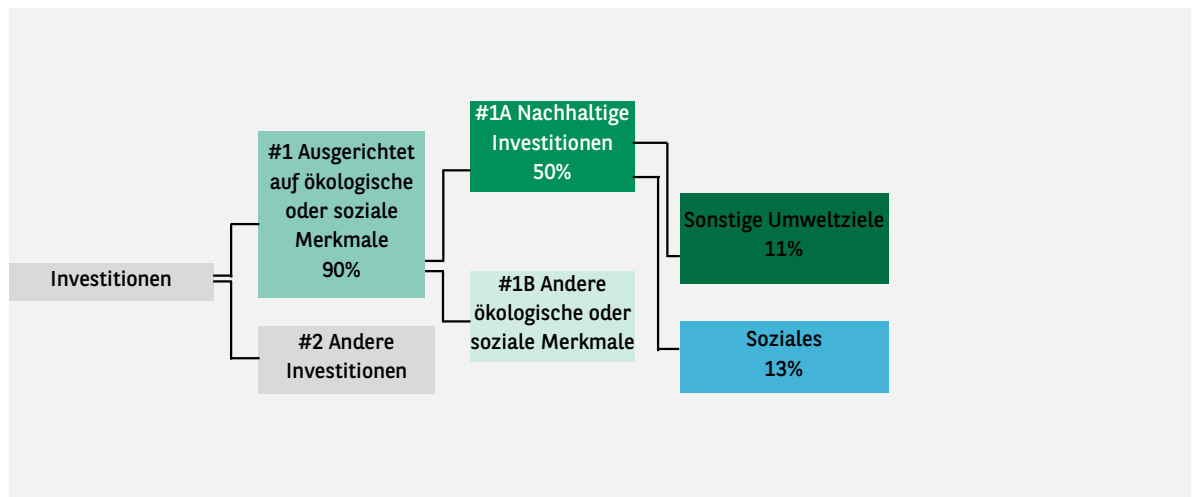 Investitionen
#1 Ausgerichtet
auf ökologische
oder soziale
Merkmale
90%
#2 Andere
Investitionen
#1A Nachhaltige
Investitionen
50%
#1B Andere
ökologische oder
soziale Merkmale
Sonstige Umweltziele
11%
Soziales
13%